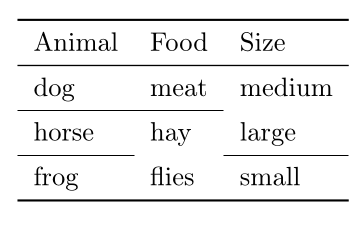 Animal Food Size
dog meat medium
horse hay large
frog flies small